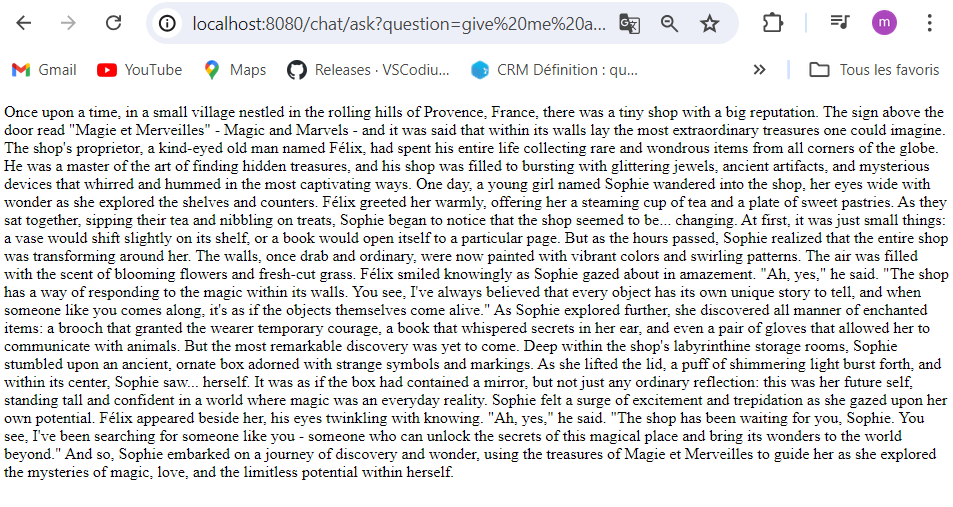 localhost:8080/chat/ask?question=give%20me%20a...
m
Gmail
YouTube
Maps
Releases · VSCodiu...
CRM Définition : qu...
Tous les favoris
Once upon a time, in a small village nestled in the rolling hills of Provence, France, there was a tiny shop with a big reputation. The sign above the
door read "Magie et Merveilles" - Magic and Marvels - and it was said that within its walls lay the most extraordinary treasures one could imagine.
The shop's proprietor, a kind-eyed old man named Félix, had spent his entire life collecting rare and wondrous items from all corners of the globe.
He was a master of the art of finding hidden treasures, and his shop was filled to bursting with glittering jewels, ancient artifacts, and mysterious
devices that whirred and hummed in the most captivating ways. One day, a young girl named Sophie wandered into the shop, her eyes wide with
wonder as she explored the shelves and counters. Félix greeted her warmly, offering her a steaming cup of tea and a plate of sweet pastries. As they
sat together, sipping their tea and nibbling on treats, Sophie began to notice that the shop seemed to be... changing. At first, it was just small things:
a vase would shift slightly on its shelf, or a book would open itself to a particular page. But as the hours passed, Sophie realized that the entire shop
was transforming around her. The walls, once drab and ordinary, were now painted with vibrant colors and swirling patterns. The air was filled
with the scent of blooming flowers and fresh-cut grass. Félix smiled knowingly as Sophie gazed about in amazement. "Ah, yes," he said. "The shop
has a way of responding to the magic within its walls. You see, I've always believed that every object has its own unique story to tell, and when
someone like you comes along, it's as if the objects themselves come alive." As Sophie explored further, she discovered all manner of enchanted
items: a brooch that granted the wearer temporary courage, a book that whispered secrets in her ear, and even a pair of gloves that allowed her to
communicate with animals. But the most remarkable discovery was yet to come. Deep within the shop's labyrinthine storage rooms, Sophie
stumbled upon an ancient, ornate box adorned with strange symbols and markings. As she lifted the lid, a puff of shimmering light burst forth, and
within its center, Sophie saw... herself. It was as if the box had contained a mirror, but not just any ordinary reflection: this was her future self,
standing tall and confident in a world where magic was an everyday reality. Sophie felt a surge of excitement and trepidation as she gazed upon her
own potential. Félix appeared beside her, his eyes twinkling with knowing. "Ah, yes," he said. "The shop has been waiting for you, Sophie. You
see, I've been searching for someone like you - someone who can unlock the secrets of this magical place and bring its wonders to the world
beyond." And so, Sophie embarked on a journey of discovery and wonder, using the treasures of Magie et Merveilles to guide her as she explored
the mysteries of magic, love, and the limitless potential within herself.